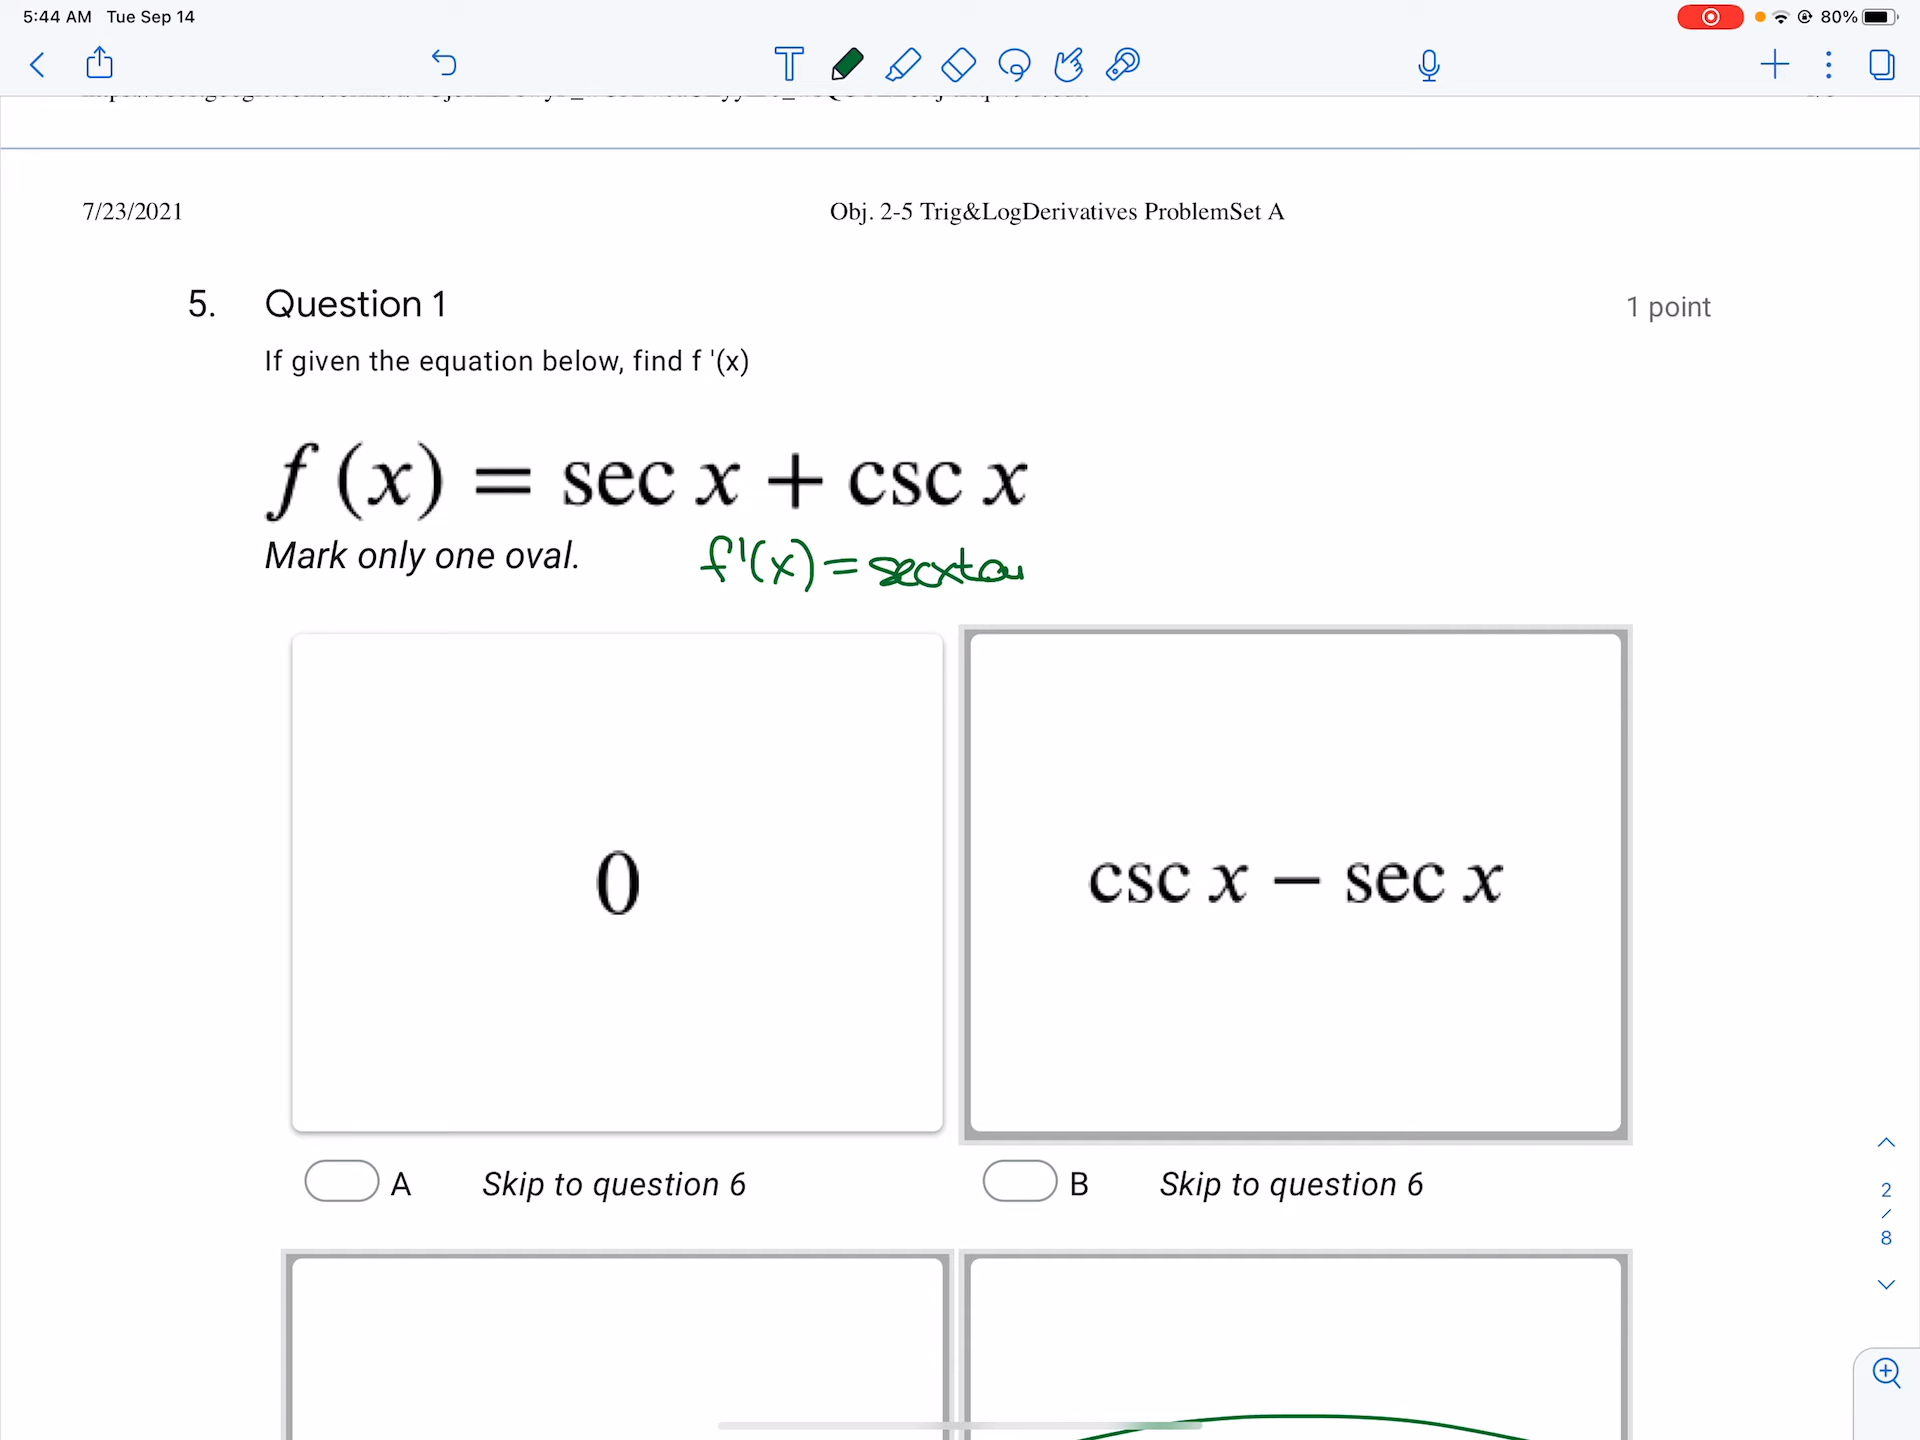 5:44 AM Tue Sep 14
80%
7/23/2021
Obj. 2-5 Trig&LogDerivatives ProblemSet A
5. Question 1
1 point
If given the equation below, find f '(x)
f (x) = sec x + csc x
Mark only one oval.
f'(x) = secxtan
0
csc x − sec x
A Skip to question 6
B Skip to question 6
2
/
8